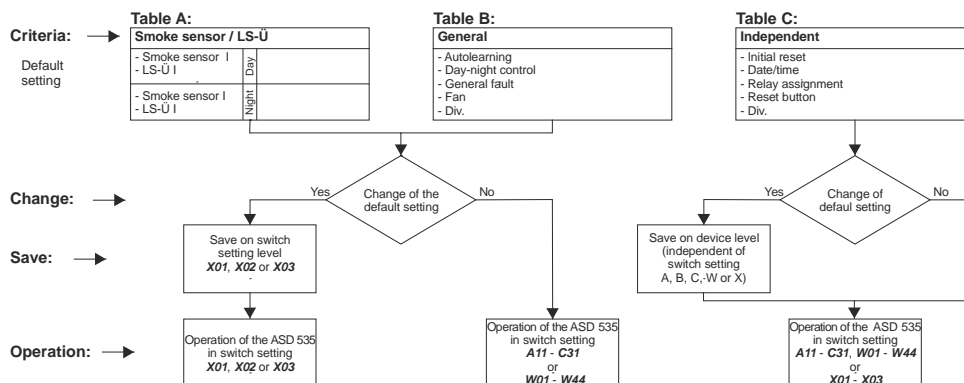 Table A:
Table B:
Table C:
Criteria:
Default
setting
Smoke sensor / LS-Ü
- Smoke sensor I
- LS-Ü I
Day
- Smoke sensor I
- LS-Ü I
Night
General
- Autolearning
- Day-night control
- General fault
- Fan
- Div.
Independent
- Initial reset
- Date/time
- Relay assignment
- Reset button
- Div.
Change:
Yes
Change of the
default setting
No
Yes
Change of
defaul setting
No
Save:
Save on switch
setting level
X01, X02 or X03
Save on device level
(independent of
switch setting
A, B, C,-W or X)
Operation:
Operation of the ASD 535
in switch setting
X01, X02 or X03
Operation of the ASD 535
in switch setting
A11 - C31
or
W01 - W44
Operation of the ASD 535
in switch setting
A11 - C31, W01 - W44
or
X01 - X03